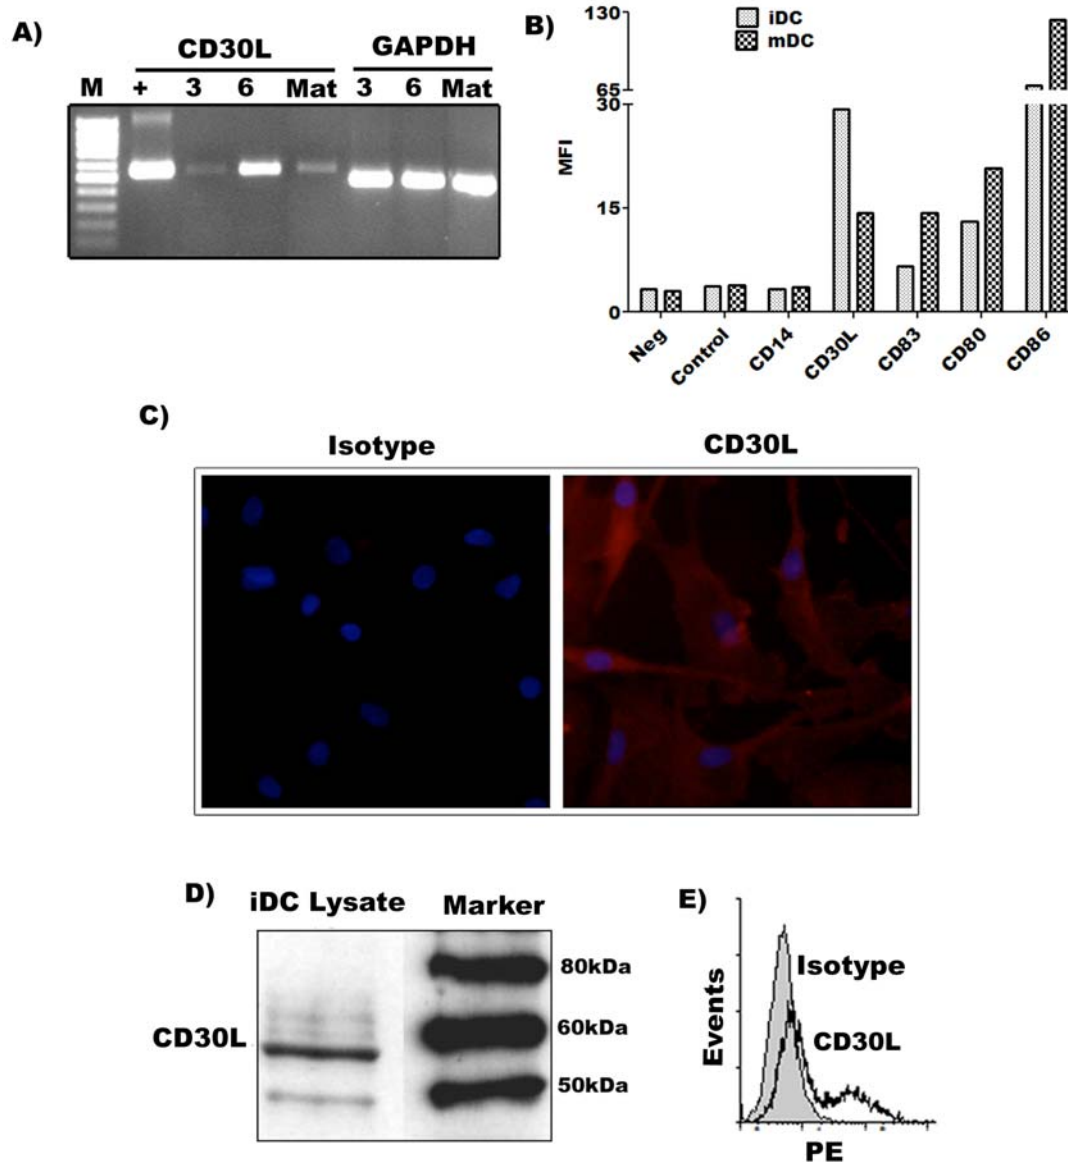 A)
CD30L GAPDH
M + 3 6 Mat 3 6 Mat
B)
iDC
mDC
130
65
30
15
0
MFI
Neg Control CD14 CD30L CD83 CD80 CD86
C)
Isotype CD30L
D)
iDC Lysate Marker
80kDa
60kDa
50kDa
CD30L
E)
Isotype
CD30L
Events
PE